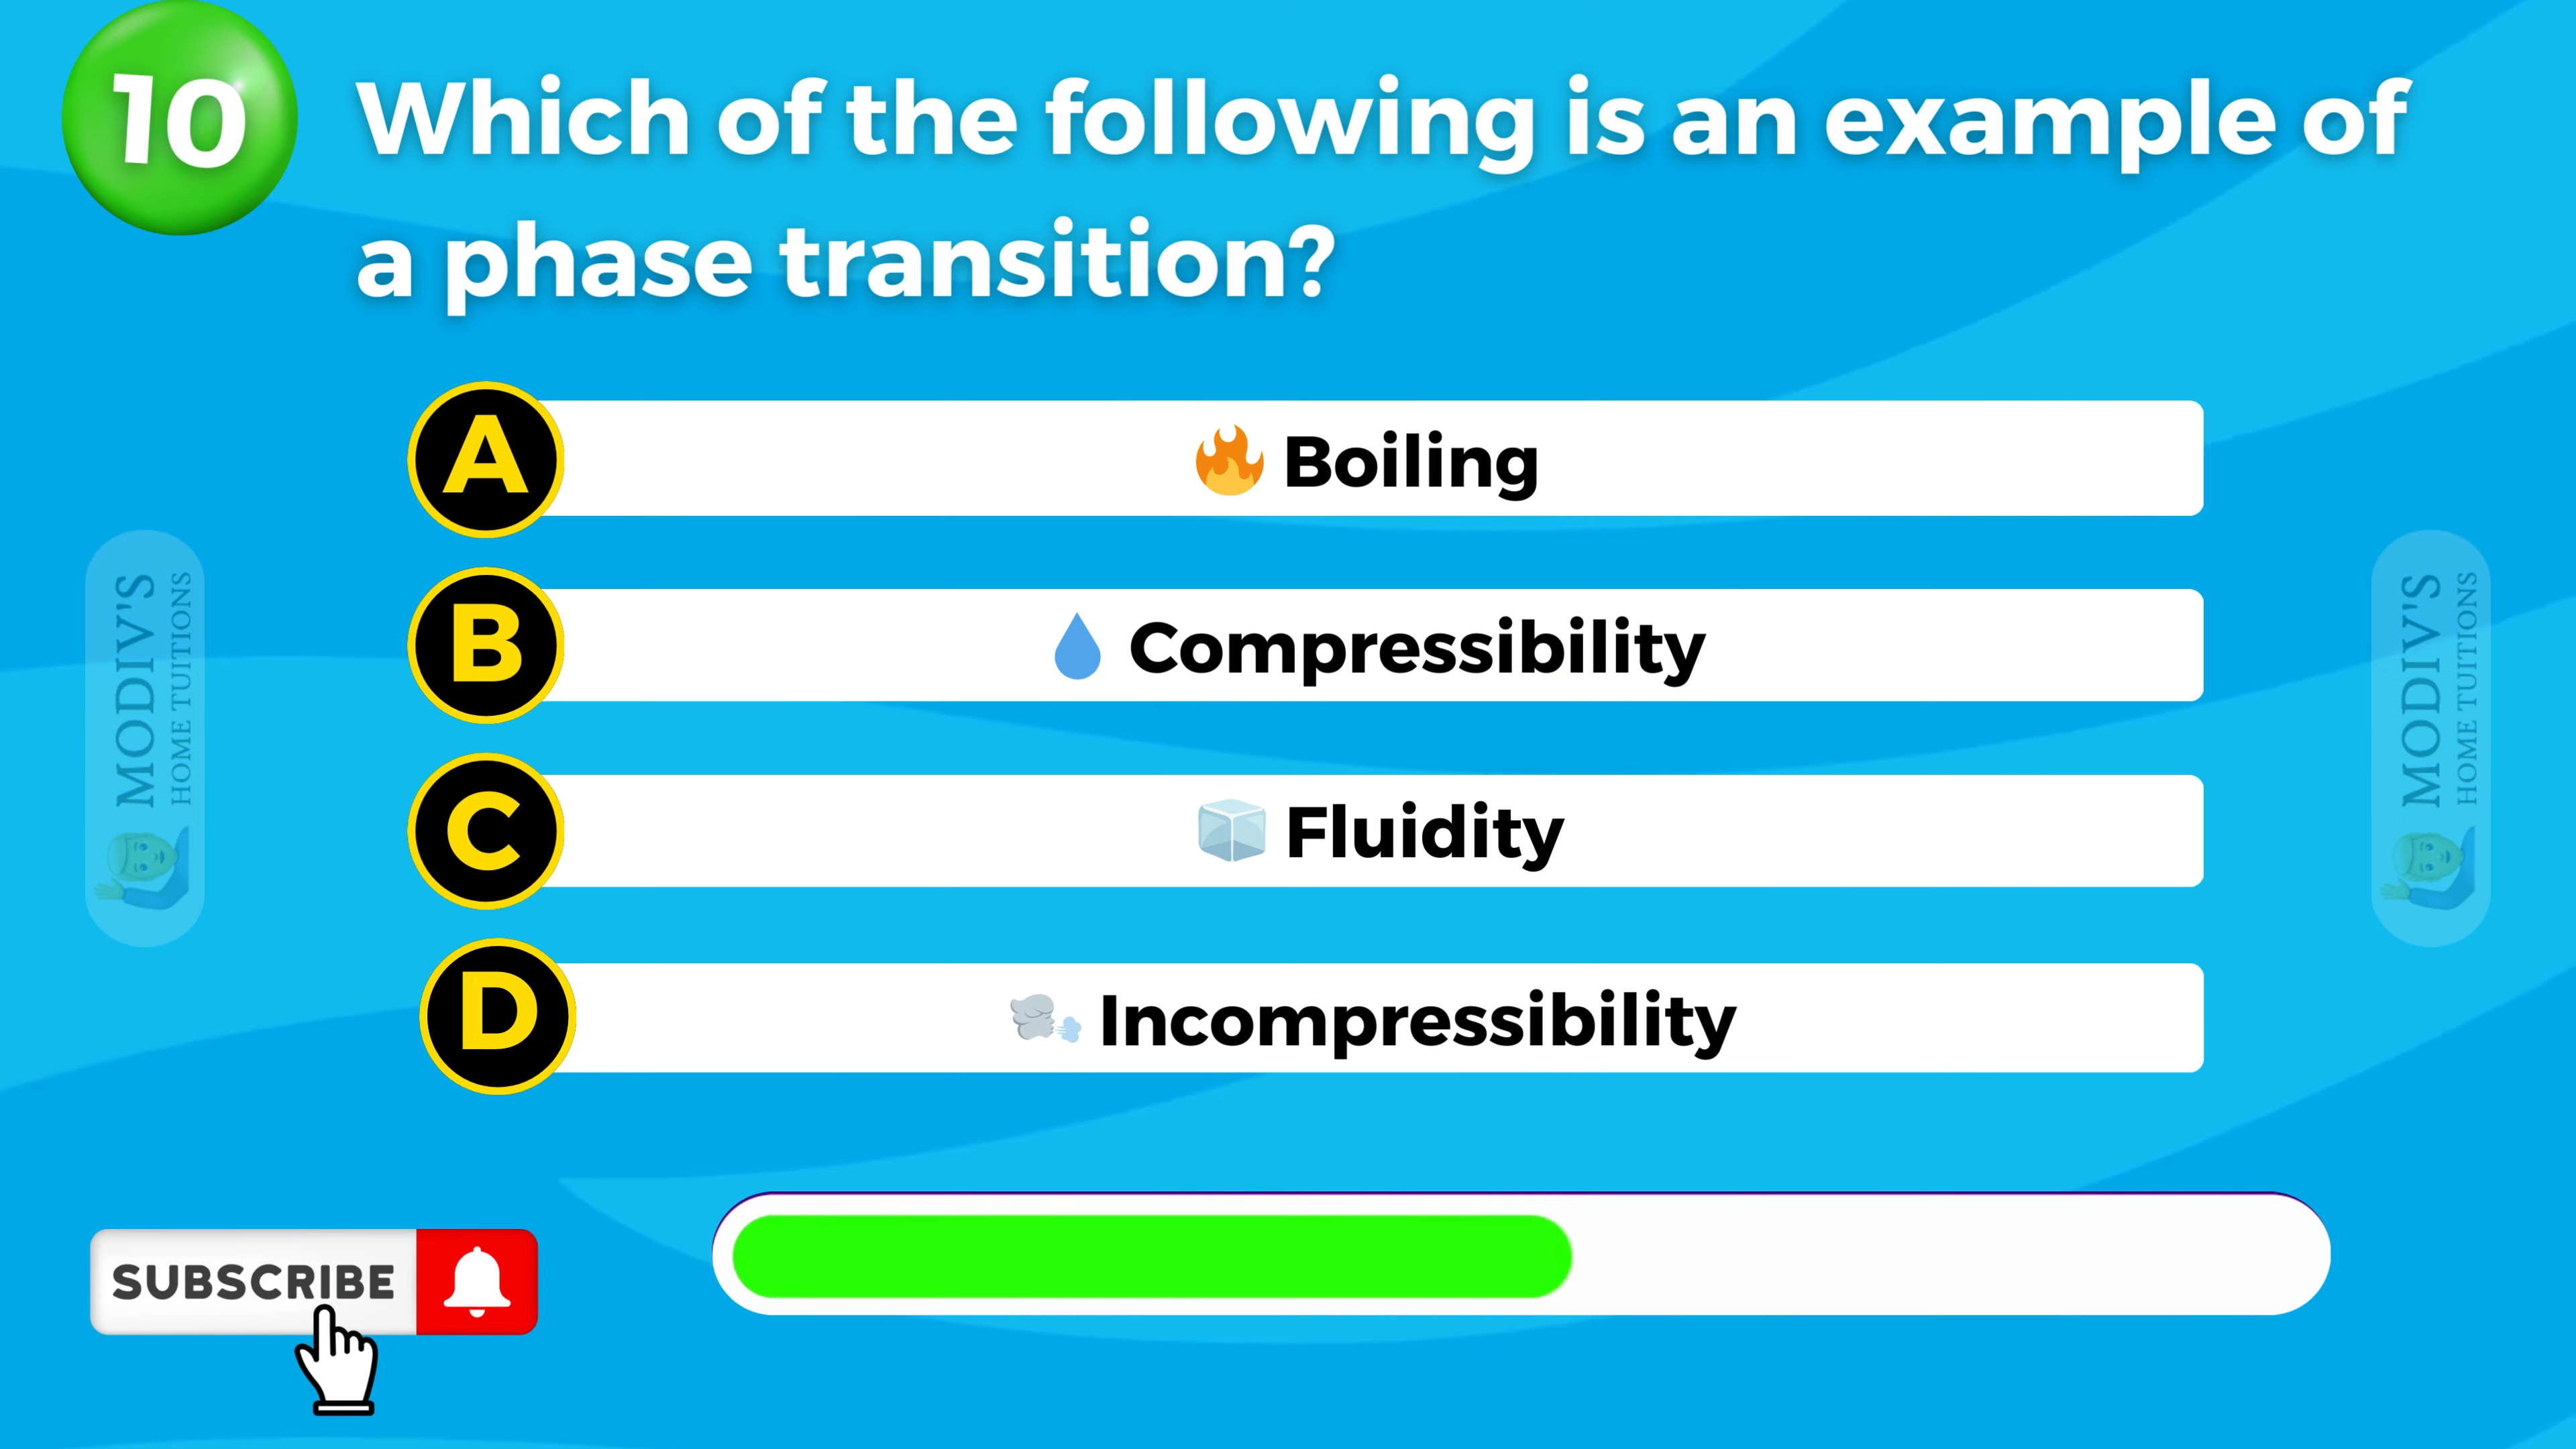 10
Which of the following is an example of
a phase transition?
A
🔥 Boiling
B
💧 Compressibility
C
🧊 Fluidity
D
🌬️ Incompressibility
MODIV'S
HOME TUITIONS
MODIV'S
HOME TUITIONS
SUBSCRIBE